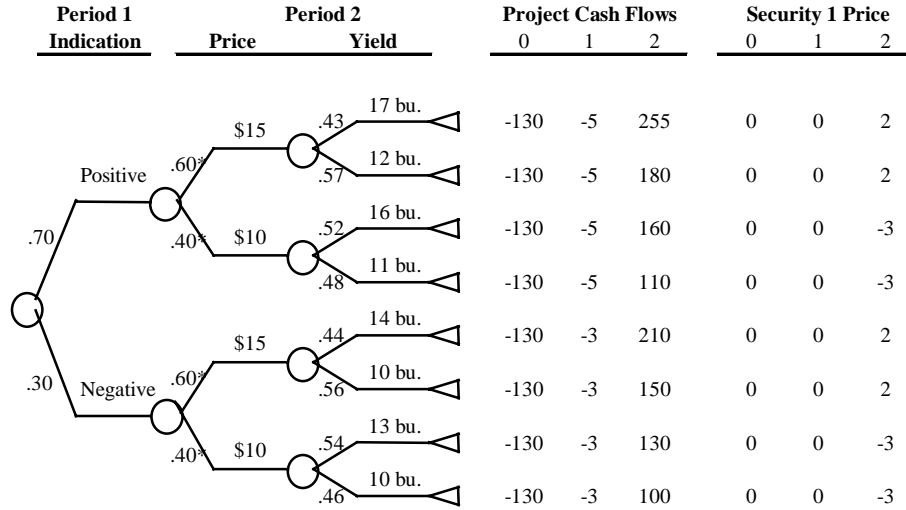 Period 1 Period 2 Project Cash Flows Security 1 Price
Indication Price Yield 0 1 2 0 1 2
17 bu.
.43 -130 -5 255 0 0 2
$15
.60* 12 bu.
Positive .57 -130 -5 180 0 0 2
16 bu.
.70 .40* $10 .52 -130 -5 160 0 0 -3
11 bu.
.48 -130 -5 110 0 0 -3
14 bu.
$15 .44 -130 -3 210 0 0 2
.30 Negative .60* 10 bu.
.56 -130 -3 150 0 0 2
13 bu.
.40* $10 .54 -130 -3 130 0 0 -3
10 bu.
.46 -130 -3 100 0 0 -3